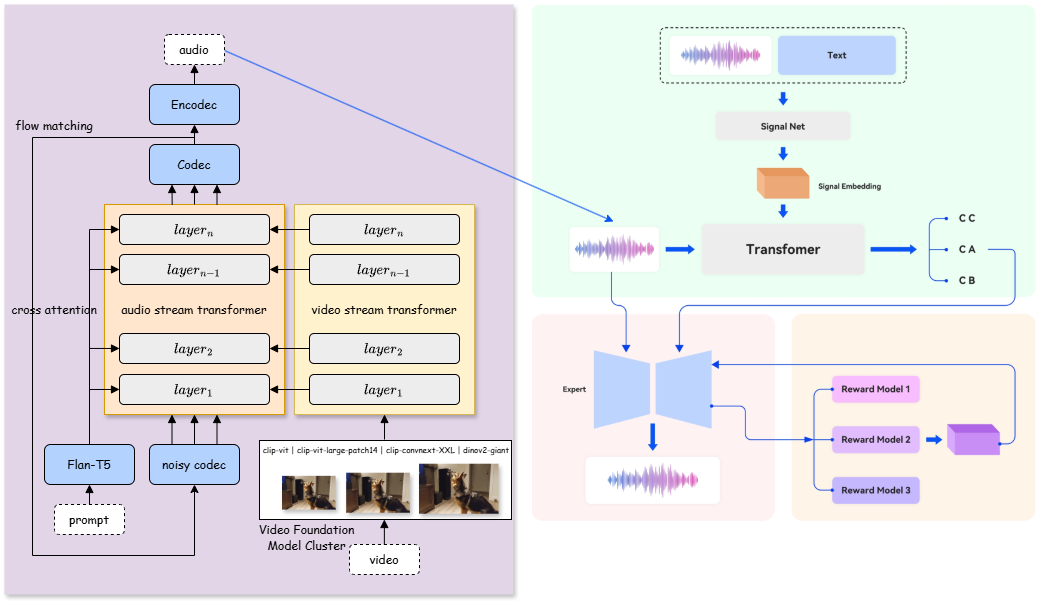 audio
Encodec
flow matching
Codec
layer_n
layer_n
layer_{n-1}
layer_{n-1}
cross attention
audio stream transformer
video stream transformer
layer_2
layer_2
layer_1
layer_1
clip-vit | clip-vit-large-patch14 | clip-convnext-XXL | dinov2-giant
Flan-T5
noisy codec
prompt
Video Foundation
Model Cluster
video
Text
Signal Net
Signal Embedding
Transfomer
C C
C A
C B
Expert
Reward Model 1
Reward Model 2
Reward Model 3